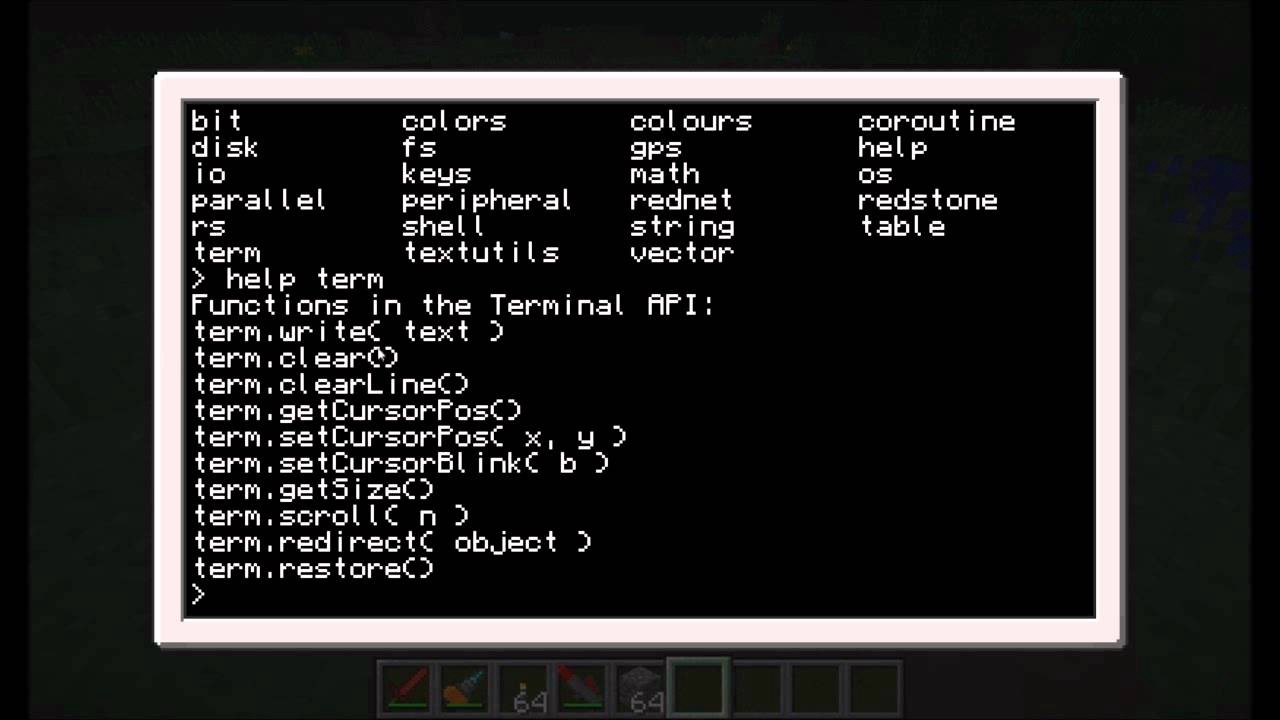 bit colors colours coroutine
disk fs gps help
io keys math os
parallel peripheral rednet redstone
rs shell string table
term textutils vector
> help term
Functions in the Terminal API:
term.write( text )
term.clear()
term.clearLine()
term.getCursorPos()
term.setCursorPos( x, y )
term.setCursorBlink( b )
term.getSize()
term.scroll( n )
term.redirect( object )
term.restore()
>
64 64